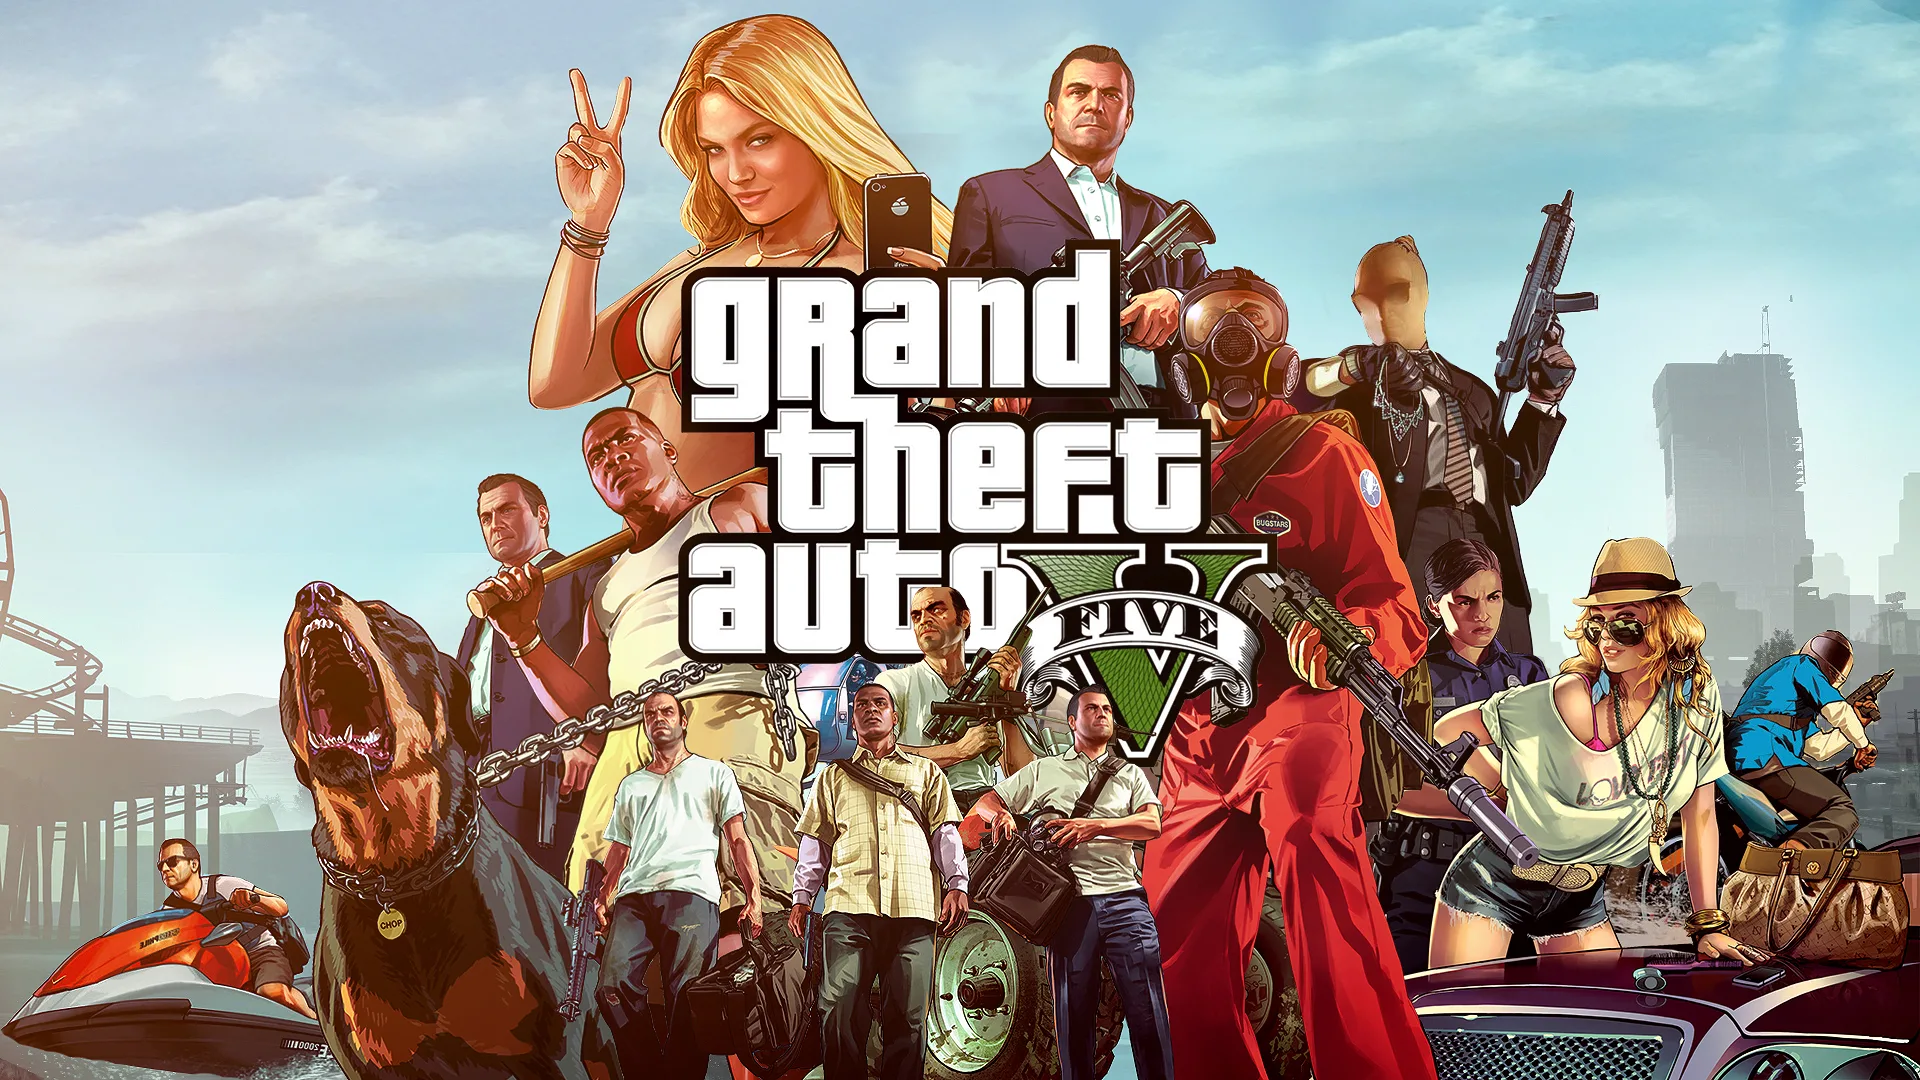 grand
theft
auto V
FIVE
BUGSTARS
CHOP